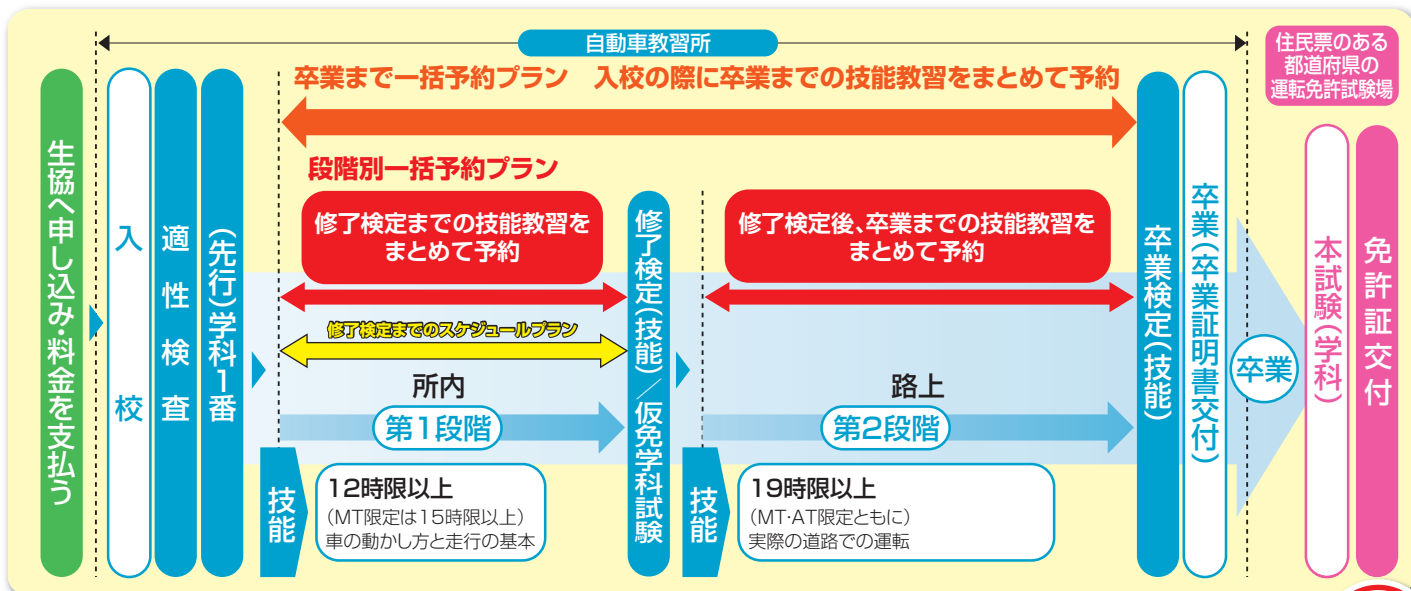 自動車教習所
住民票のある
都道府県の
運転免許試験場
卒業まで一括予約プラン 入校の際に卒業までの技能教習をまとめて予約
段階別一括予約プラン
生協へ申し込み・料金を支払う
入校
適性検査
(先行)学科1番
修了検定までの技能教習を
まとめて予約
修了検定までのスケジュールプラン
所内
第1段階
技能
12時限以上
(MT限定は15時限以上)
車の動かし方と走行の基本
修了検定(技能)/仮免学科試験
修了検定後、卒業までの技能教習を
まとめて予約
路上
第2段階
技能
19時限以上
(MT·AT限定ともに)
実際の道路での運転
卒業検定(技能)
卒業(卒業証明書交付)
卒業
本試験(学科)
免許証交付